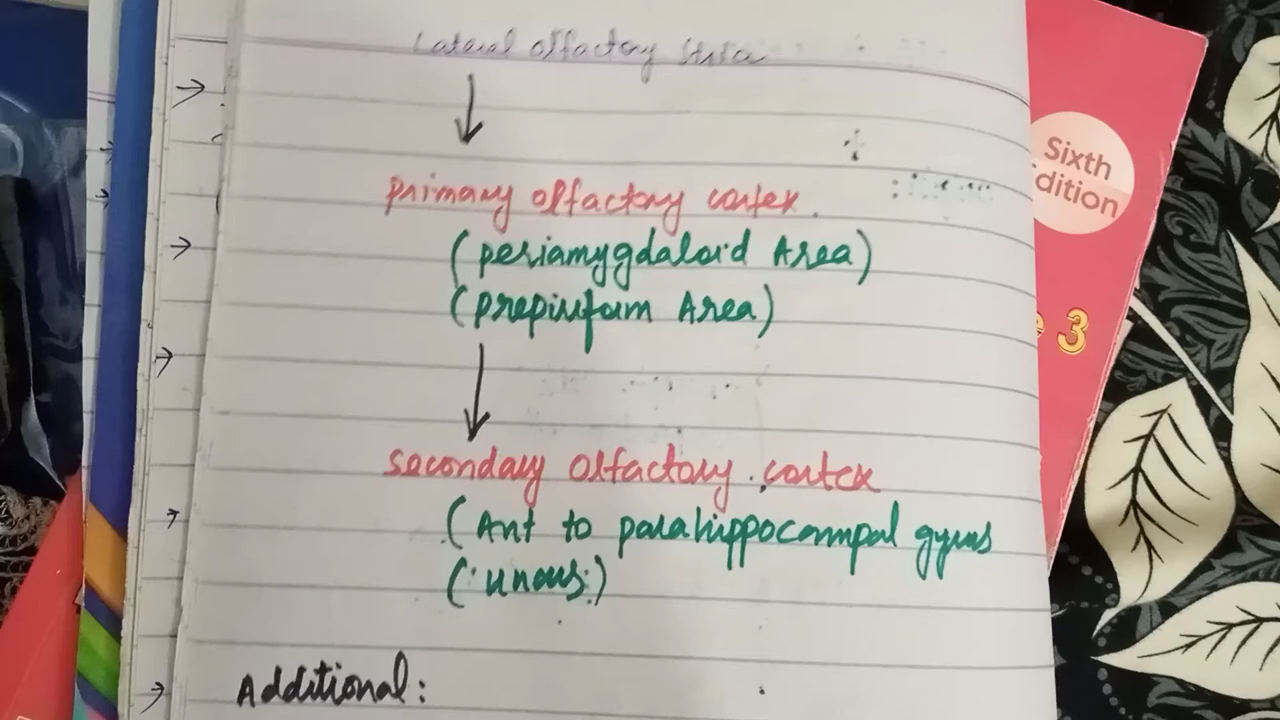 Lateral olfactory stria
primary olfactory cortex.
(periamygdaloid Area)
(prepiriform Area)
secondary olfactory cortex
(Ant to parahippocampal gyrus
(uncus)
Additional:
Sixth
dition
e 3